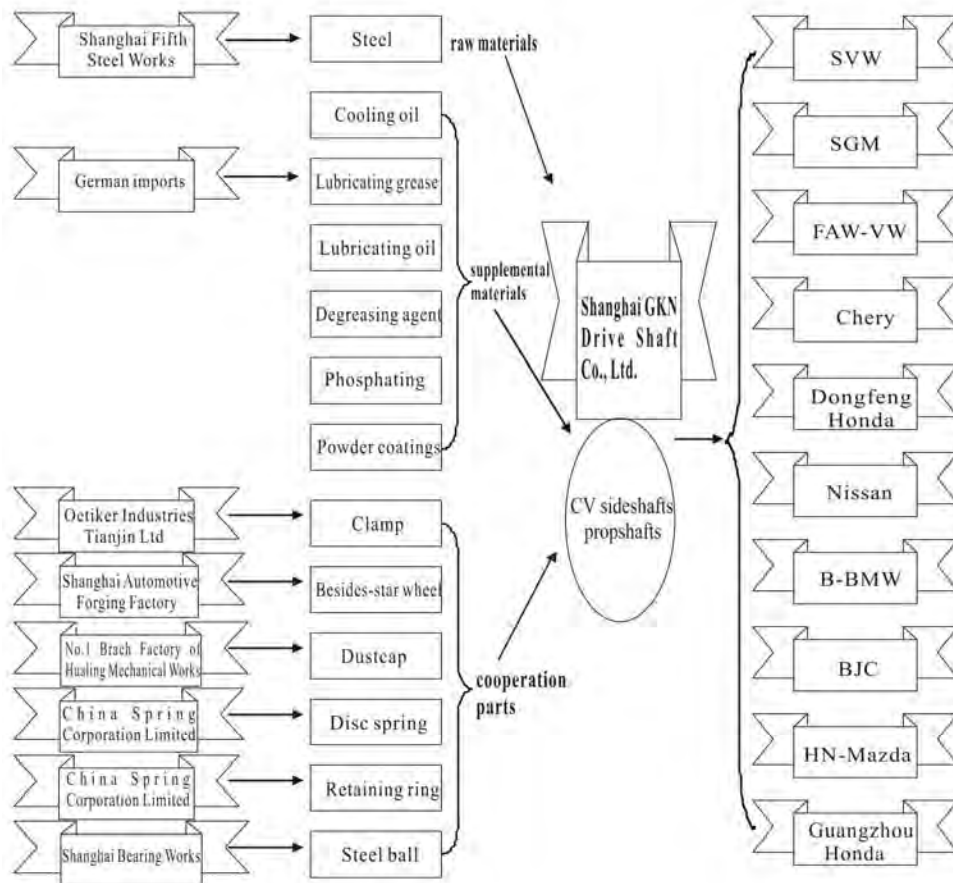 Shanghai Fifth
Steel Works
Steel
raw materials
German imports
Cooling oil
Lubricating grease
Lubricating oil
Degreasing agent
Phosphating
Powder coatings
supplemental
materials
Oetiker Industries
Tianjin Ltd
Clamp
Shanghai Automotive
Forging Factory
Besides-star wheel
No.1 Brach Factory of
Hualing Mechanical Works
Dustcap
China Spring
Corporation Limited
Disc spring
China Spring
Corporation Limited
Retaining ring
Shanghai Bearing Works
Steel ball
cooperation
parts
Shanghai GKN
Drive Shaft
Co., Ltd.
CV sideshafts
propshafts
SVW
SGM
FAW-VW
Chery
Dongfeng
Honda
Nissan
B-BMW
BJC
HN-Mazda
Guangzhou
Honda